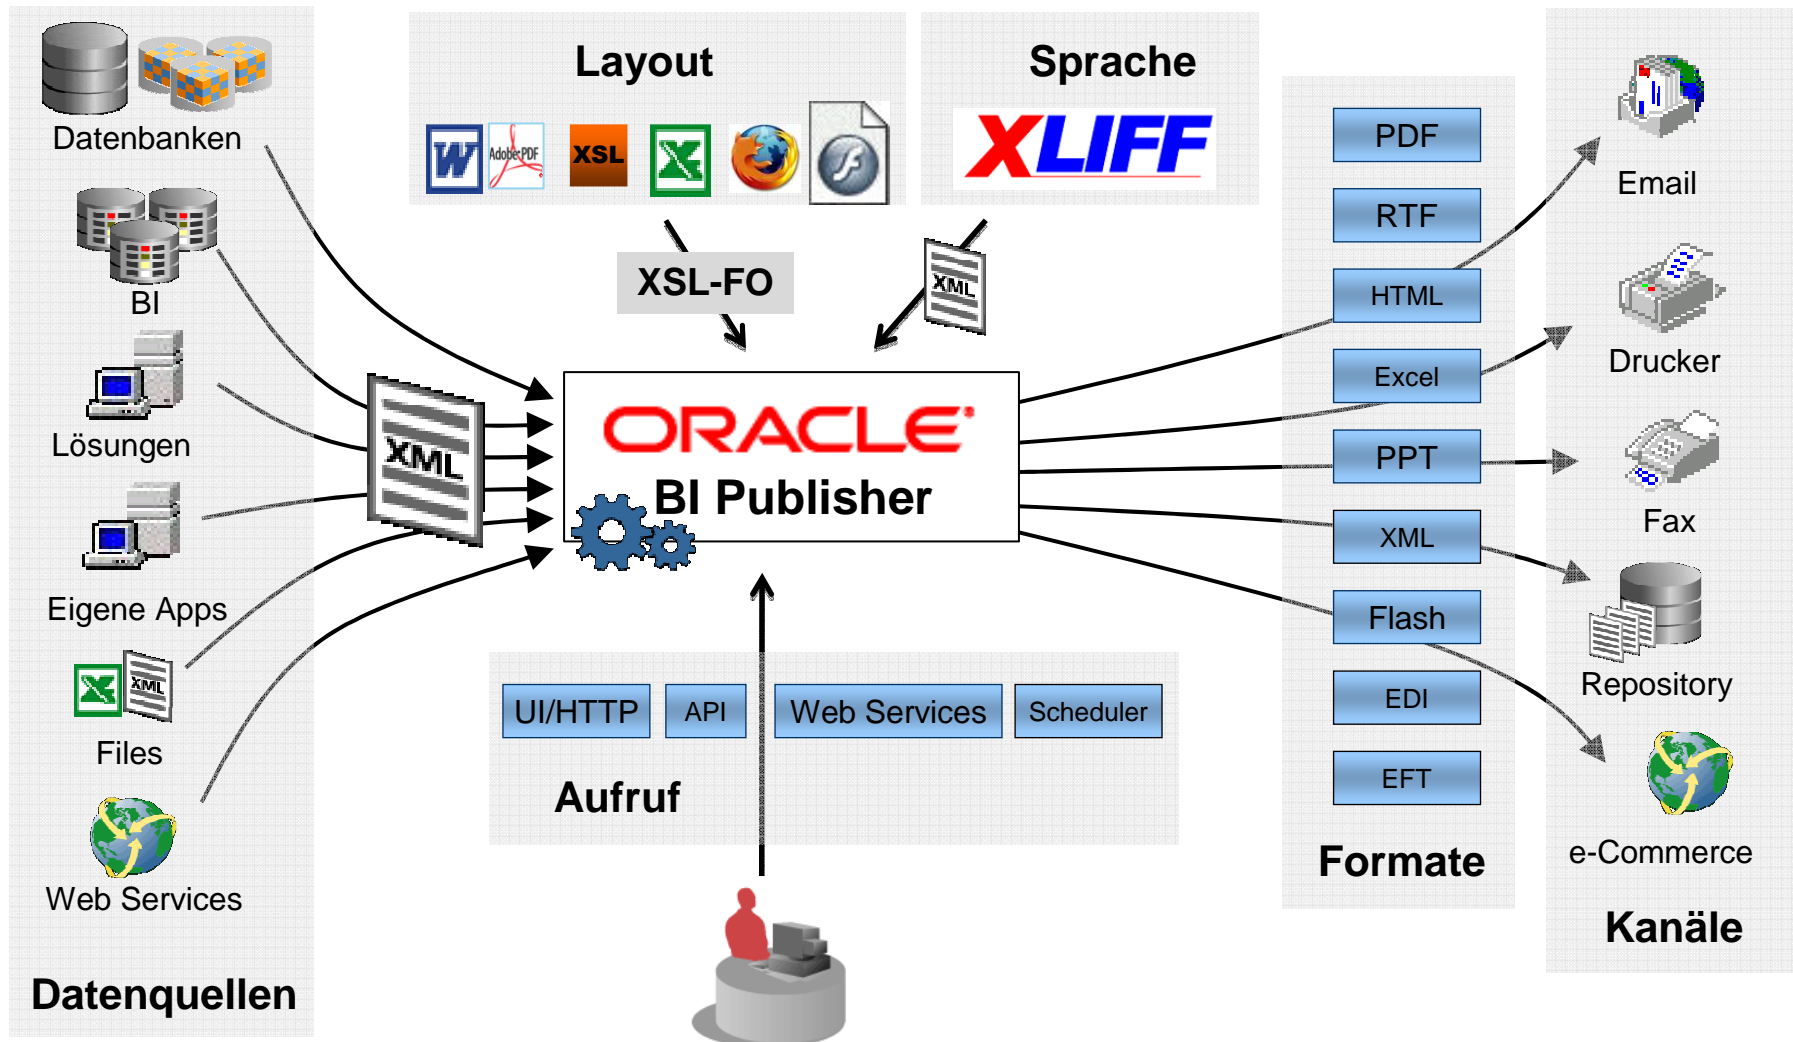 Datenbanken
BI
Lösungen
Eigene Apps
XML
Files
Web Services
Datenquellen
Layout
W
Adobe PDF
XSL
X
XSL-FO
Sprache
XLIFF
XML
XML
ORACLE
BI Publisher
UI/HTTP
API
Web Services
Scheduler
Aufruf
PDF
RTF
HTML
Excel
PPT
XML
Flash
EDI
EFT
Formate
Email
Drucker
Fax
Repository
e-Commerce
Kanäle